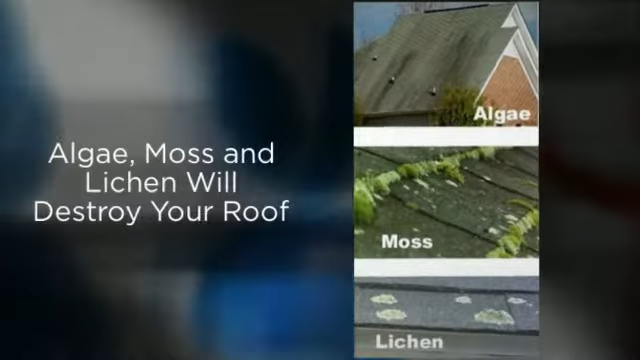 Algae, Moss and
Lichen Will
Destroy Your Roof
Algae
Moss
Lichen